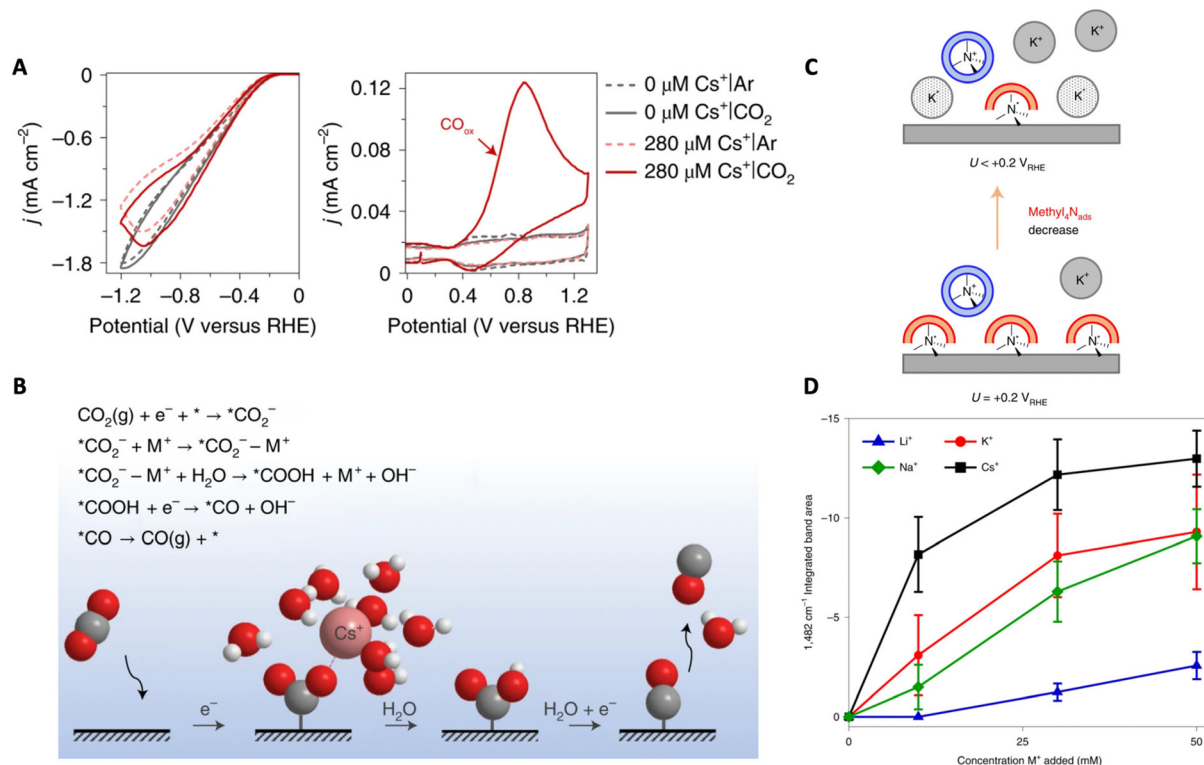 A
0
−0.6
−1.2
−1.8
j (mA cm⁻²)
−1.2
−0.8
−0.4
0
Potential (V versus RHE)
0.12
0.08
0.04
0
j (mA cm⁻²)
CO_ox
0
0.4
0.8
1.2
Potential (V versus RHE)
0 μM Cs⁺|Ar
0 μM Cs⁺|CO₂
280 μM Cs⁺|Ar
280 μM Cs⁺|CO₂
B
CO₂(g) + e⁻ + * → *CO₂⁻
*CO₂⁻ + M⁺ → *CO₂⁻ – M⁺
*CO₂⁻ – M⁺ + H₂O → *COOH + M⁺ + OH⁻
*COOH + e⁻ → *CO + OH⁻
*CO → CO(g) + *
Cs⁺
e⁻
H₂O
H₂O + e⁻
C
K⁺
K⁺
N⁺
K·
N·
K·
U < +0.2 V_RHE
Methyl₄N_ads
decrease
N⁺
K⁺
N·
N·
N·
U = +0.2 V_RHE
D
−15
−10
−5
0
1,482 cm⁻¹ Integrated band area
Li⁺
K⁺
Na⁺
Cs⁺
0
25
50
Concentration M⁺ added (mM)